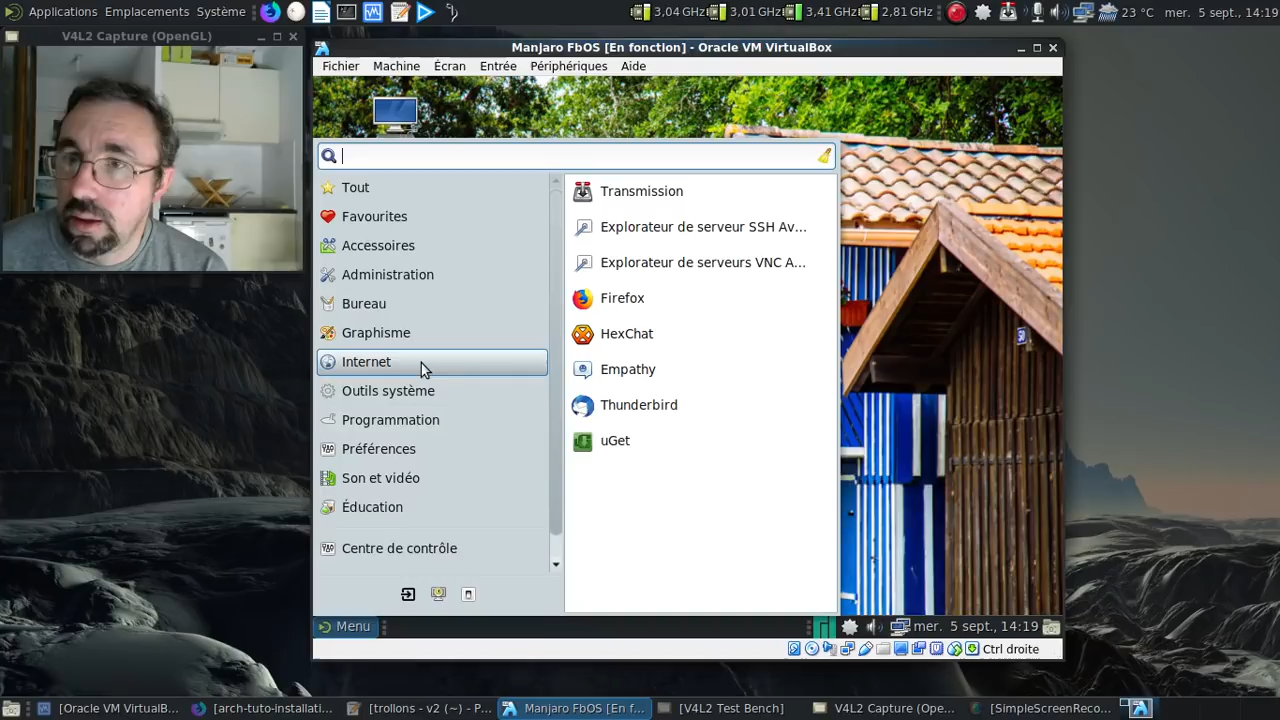 Applications Emplacements Système 3,04 GHz 3,01 GHz 3,41 GHz 2,81 GHz 23 °C mer. 5 sept., 14:19
V4L2 Capture (OpenGL)
Manjaro FbOS [En fonction] - Oracle VM VirtualBox
Fichier Machine Écran Entrée Périphériques Aide
Tout
Favourites
Accessoires
Administration
Bureau
Graphisme
Internet
Outils système
Programmation
Préférences
Son et vidéo
Éducation
Centre de contrôle
Transmission
Explorateur de serveur SSH Av...
Explorateur de serveurs VNC A...
Firefox
HexChat
Empathy
Thunderbird
uGet
Menu mer. 5 sept., 14:19
Ctrl droite
[Oracle VM VirtualB... [arch-tuto-installati... [trollons - v2 (~) - P... Manjaro FbOS [En f... [V4L2 Test Bench] V4L2 Capture (Ope... [SimpleScreenReco...